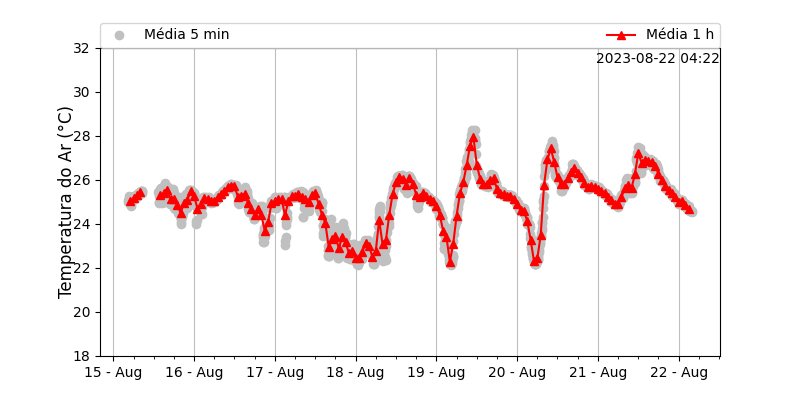 Média 5 min
Média 1 h
2023-08-22 04:22
Temperatura do Ar (°C)
32
30
28
26
24
22
20
18
15 - Aug
16 - Aug
17 - Aug
18 - Aug
19 - Aug
20 - Aug
21 - Aug
22 - Aug